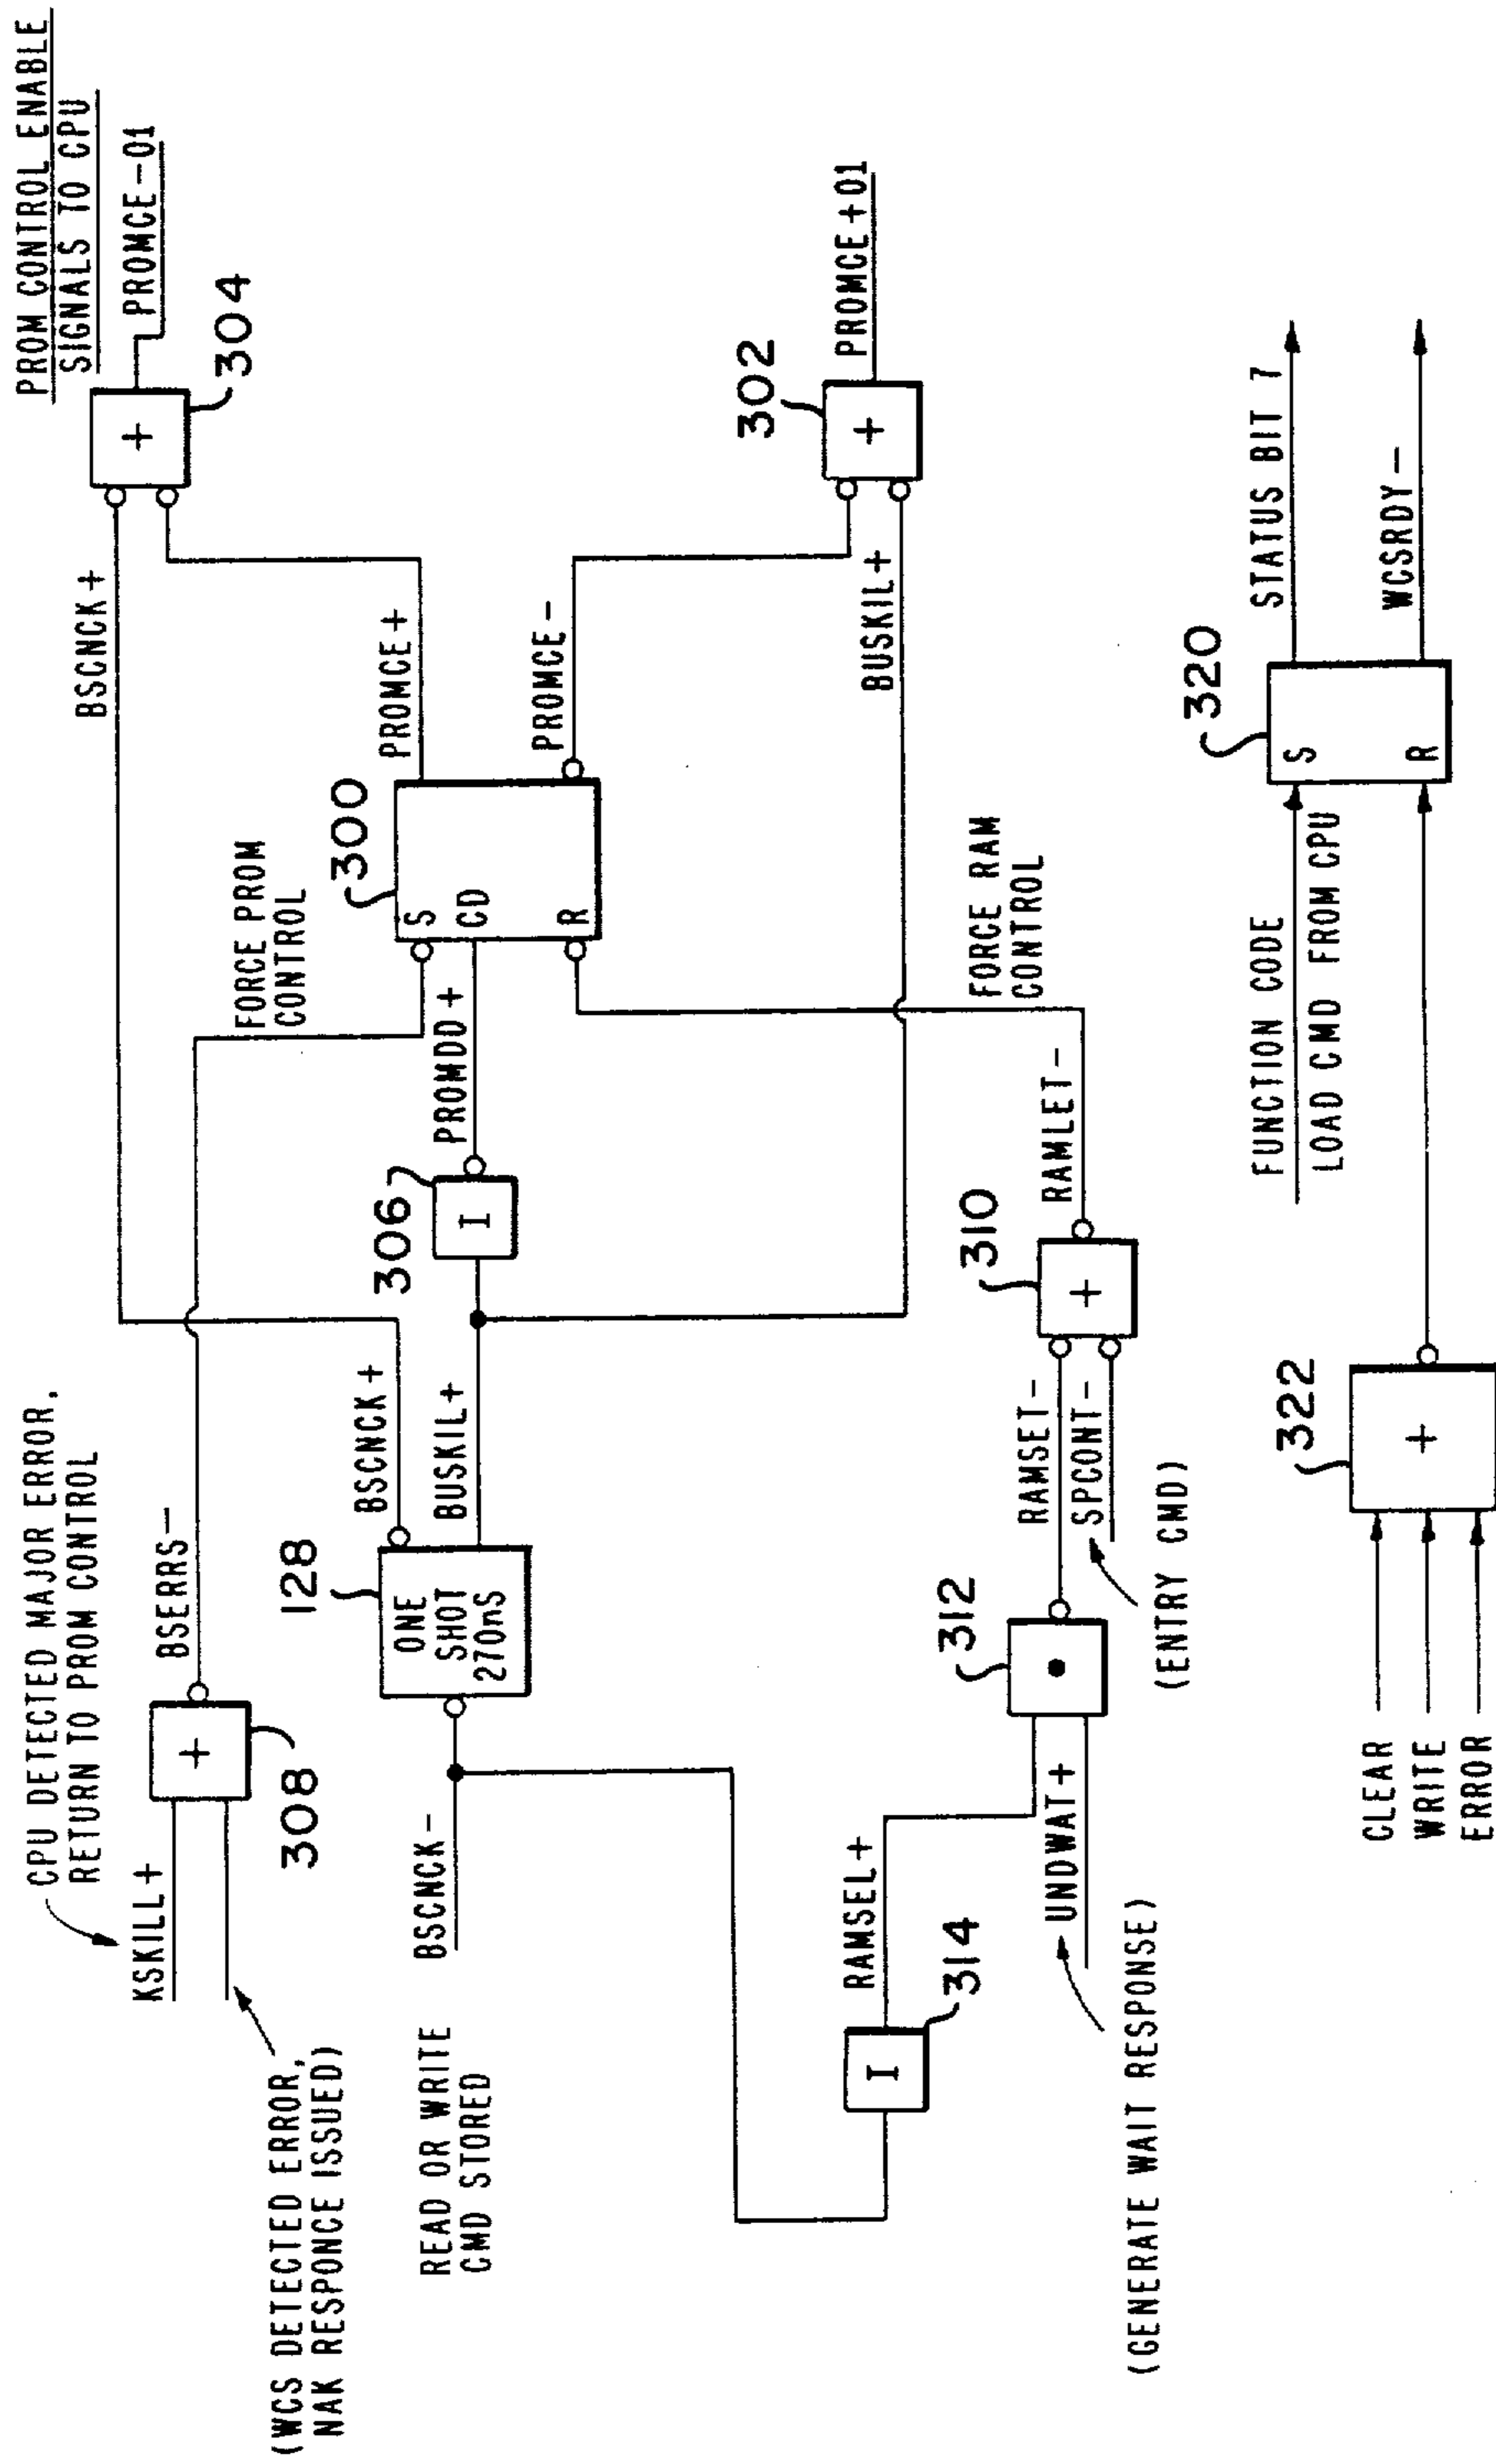 PROM CONTROL ENABLE
SIGNALS TO CPU
PROMCE-01
304
BSCNCK+
CPU DETECTED MAJOR ERROR,
RETURN TO PROM CONTROL
KSKILL+
308
BSERRS-
FORCE PROM
CONTROL
(WCS DETECTED ERROR,
NAK RESPONCE ISSUED)
READ OR WRITE
CMD STORED
BSCNCK-
128
ONE
SHOT
270nS
BSCNCK+
BUSKIL+
306
I
PROMDD+
300
S
CD
R
PROMCE+
PROMCE-
302
+
PROMCE+01
BUSKIL+
+
+
314
I
RAMSEL+
UNDWAT+
(GENERATE WAIT RESPONSE)
312
RAMSET-
SPCONT-
(ENTRY CMD)
310
+
RAMLET-
FORCE RAM
CONTROL
CLEAR
WRITE
ERROR
322
+
FUNCTION CODE
LOAD CMD FROM CPU
320
S
R
STATUS BIT 7
WCSRDY-